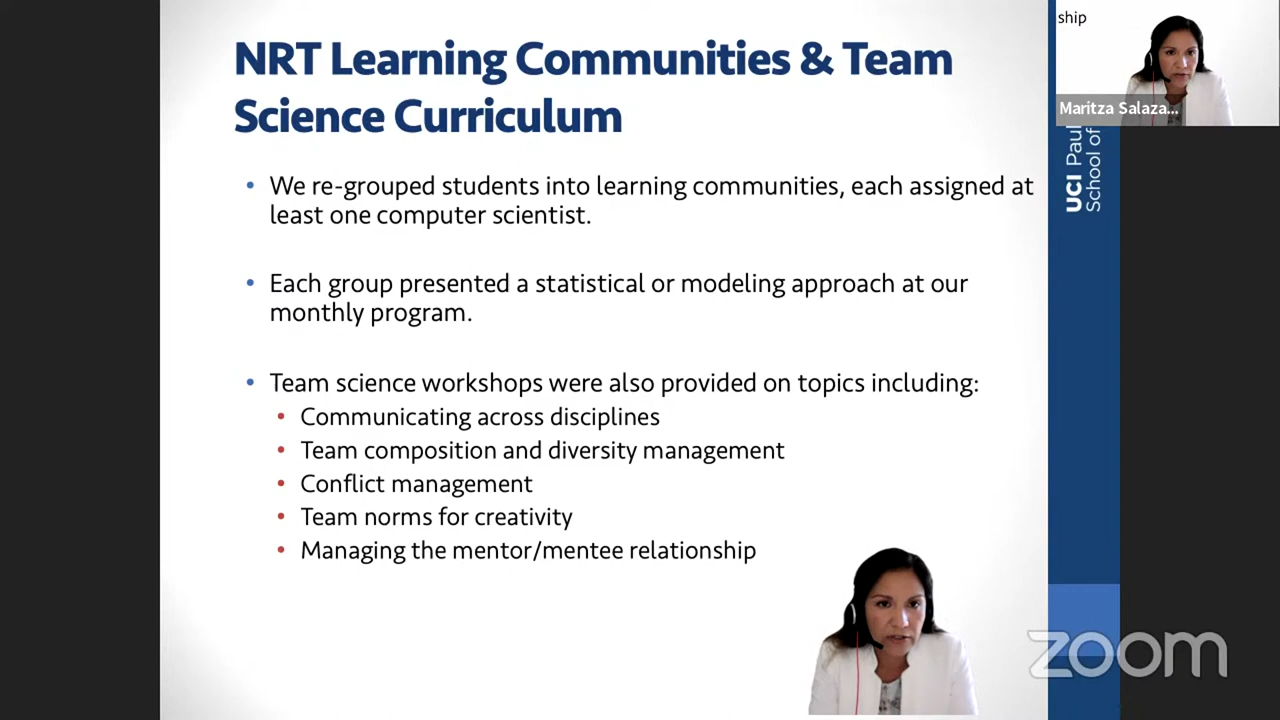 NRT Learning Communities & Team
Science Curriculum
• We re-grouped students into learning communities, each assigned at
least one computer scientist.
• Each group presented a statistical or modeling approach at our
monthly program.
• Team science workshops were also provided on topics including:
• Communicating across disciplines
• Team composition and diversity management
• Conflict management
• Team norms for creativity
• Managing the mentor/mentee relationship
ship
Maritza Salaza...
UCI Paul
School of
zoom